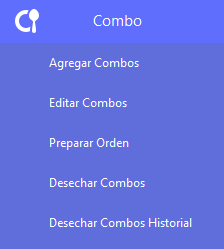 Combo
Agregar Combos
Editar Combos
Preparar Orden
Desechar Combos
Desechar Combos Historial